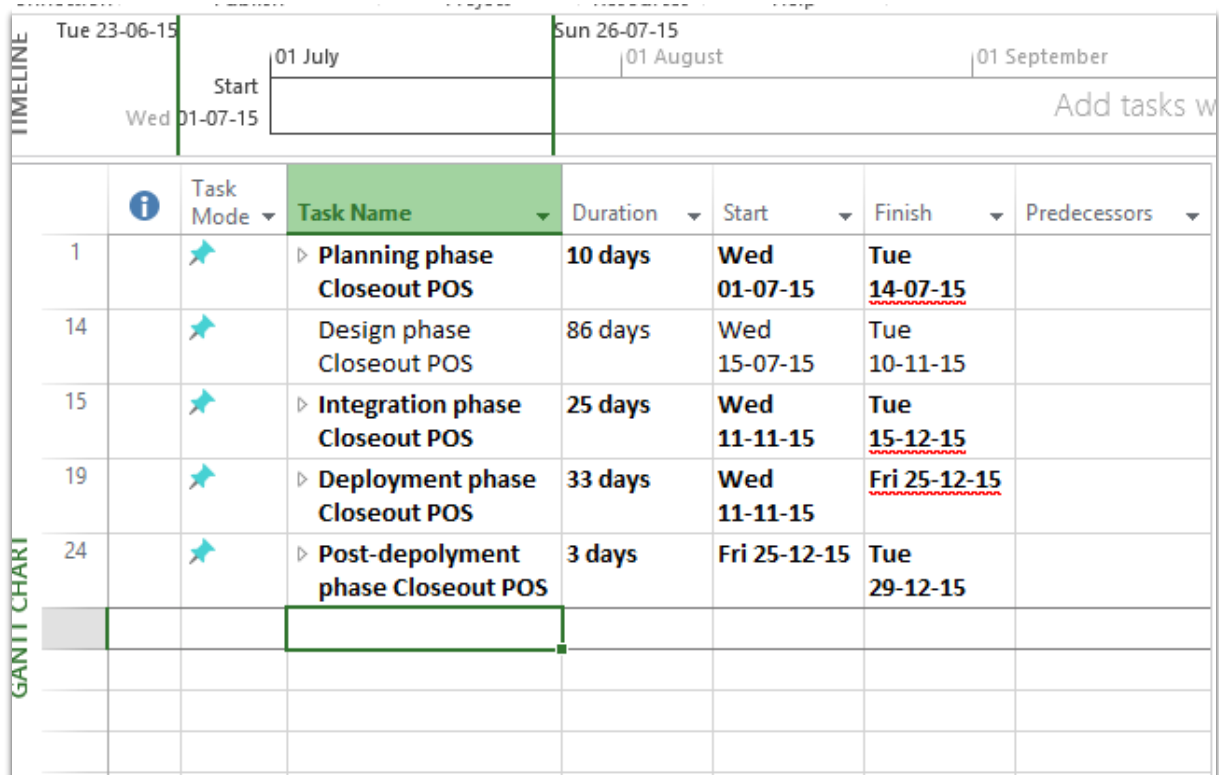 Tue 23-06-15
Sun 26-07-15
01 July
01 August
01 September
Start
Wed 01-07-15
Add tasks w
TIMELINE
Task
Mode
Task Name
Duration
Start
Finish
Predecessors
1
Planning phase
Closeout POS
10 days
Wed
01-07-15
Tue
14-07-15
14
Design phase
Closeout POS
86 days
Wed
15-07-15
Tue
10-11-15
15
Integration phase
Closeout POS
25 days
Wed
11-11-15
Tue
15-12-15
19
Deployment phase
Closeout POS
33 days
Wed
11-11-15
Fri 25-12-15
24
Post-depolyment
phase Closeout POS
3 days
Fri 25-12-15
Tue
29-12-15
GANTT CHART